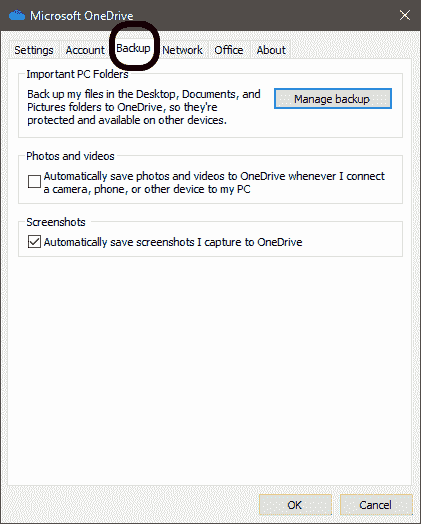 Microsoft OneDrive
Settings Account Backup Network Office About
Important PC Folders
Back up my files in the Desktop, Documents, and
Pictures folders to OneDrive, so they're
protected and available on other devices.
Manage backup
Photos and videos
Automatically save photos and videos to OneDrive whenever I connect
a camera, phone, or other device to my PC
Screenshots
Automatically save screenshots I capture to OneDrive
OK Cancel